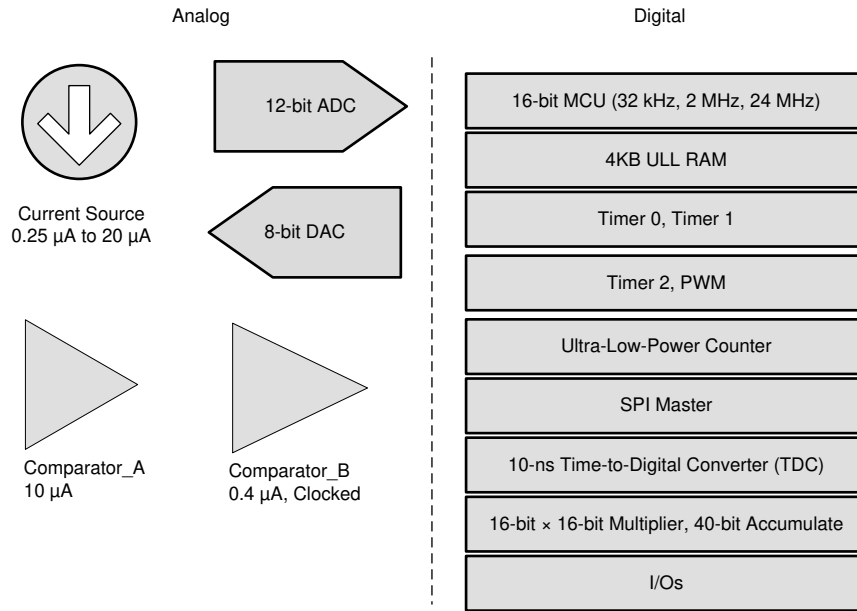 Analog
Digital
12-bit ADC
Current Source
0.25 µA to 20 µA
8-bit DAC
Comparator_A
10 µA
Comparator_B
0.4 µA, Clocked
16-bit MCU (32 kHz, 2 MHz, 24 MHz)
4KB ULL RAM
Timer 0, Timer 1
Timer 2, PWM
Ultra-Low-Power Counter
SPI Master
10-ns Time-to-Digital Converter (TDC)
16-bit × 16-bit Multiplier, 40-bit Accumulate
I/Os